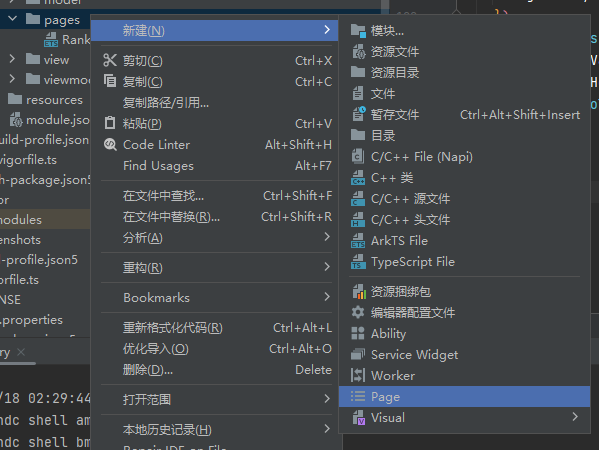 model
pages
Rank
view
viewmod
resources
module.json
uild-profile.json5
vigorfile.ts
h-package.json5
or
modules
enshots
-profile.json5
orfile.ts
NSE
.properties
ry
/18 02:29:44
hdc shell am
hdc shell bm
新建(N)
剪切(C) Ctrl+X
复制(C) Ctrl+C
复制路径/引用...
粘贴(P) Ctrl+V
Code Linter Alt+Shift+H
Find Usages Alt+F7
在文件中查找... Ctrl+Shift+F
在文件中替换(R)... Ctrl+Shift+R
分析(A)
重构(R)
Bookmarks
重新格式化代码(R) Ctrl+Alt+L
优化导入(O) Ctrl+Alt+O
删除(D)... Delete
打开范围
本地历史记录(H)
Repair IDE on File
模块...
资源文件
资源目录
文件
暂存文件 Ctrl+Alt+Shift+Insert
目录
C/C++ File (Napi)
C++ 类
C/C++ 源文件
C/C++ 头文件
ArkTS File
TypeScript File
资源捆绑包
编辑器配置文件
Ability
Service Widget
Worker
Page
Visual